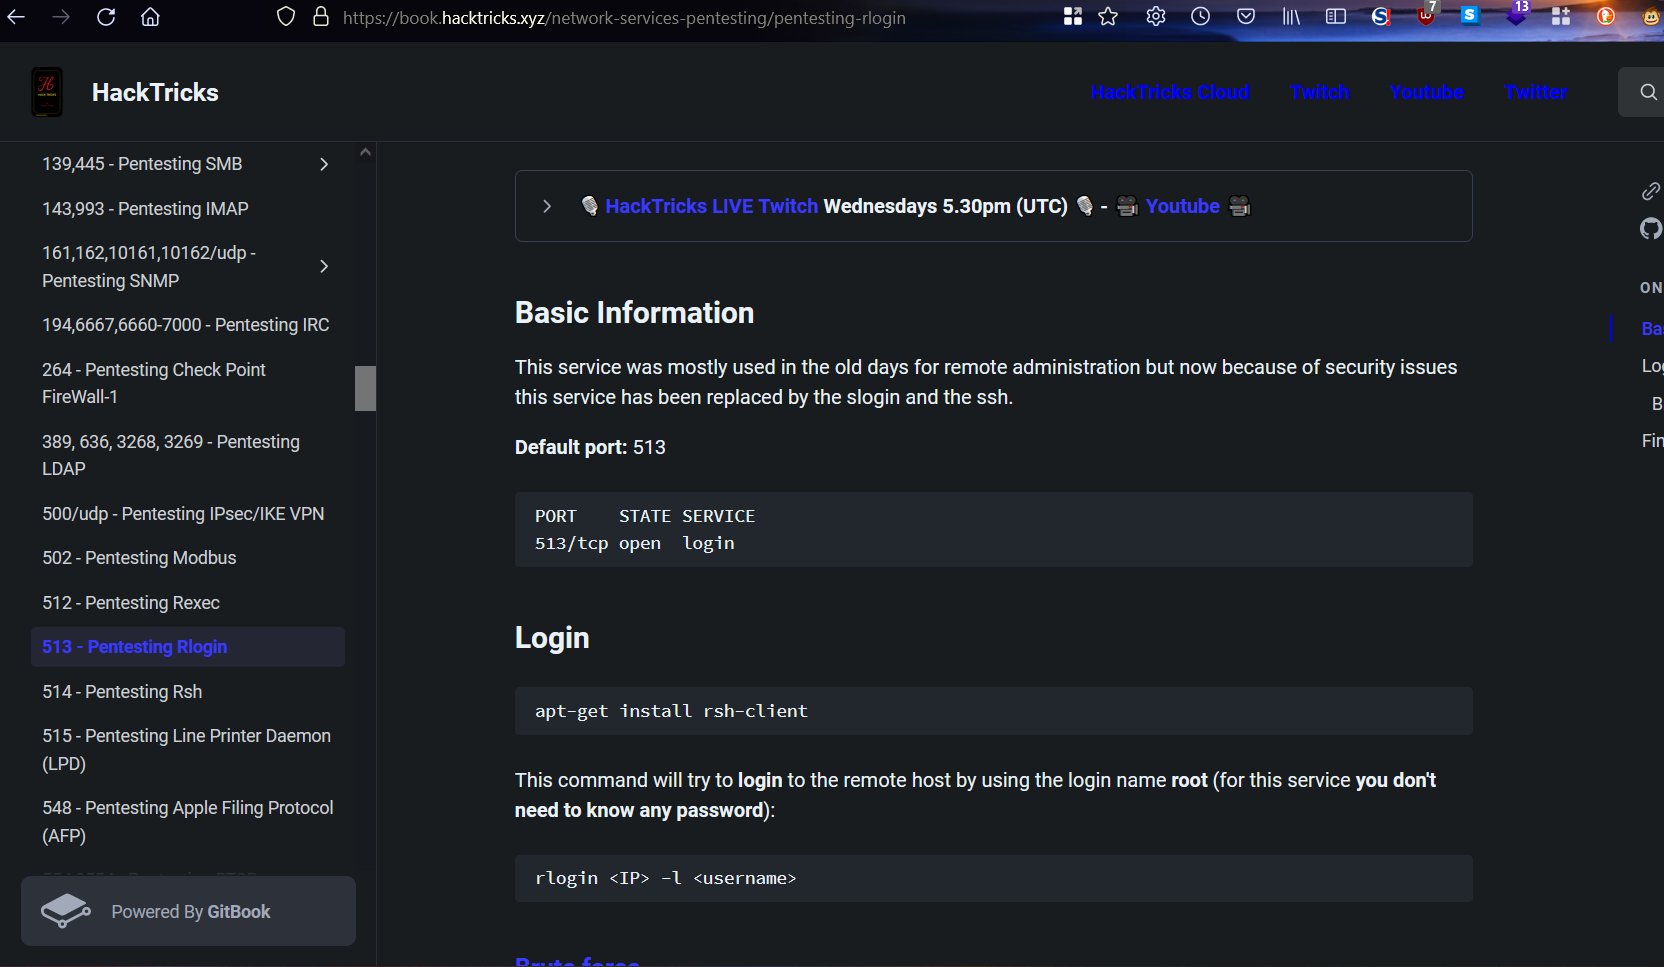 https://book.hacktricks.xyz/network-services-pentesting/pentesting-rlogin
7
13
HackTricks
HackTricks Cloud
Twitch
Youtube
Twitter
139,445 - Pentesting SMB
143,993 - Pentesting IMAP
161,162,10161,10162/udp -
Pentesting SNMP
194,6667,6660-7000 - Pentesting IRC
264 - Pentesting Check Point
FireWall-1
389, 636, 3268, 3269 - Pentesting
LDAP
500/udp - Pentesting IPsec/IKE VPN
502 - Pentesting Modbus
512 - Pentesting Rexec
513 - Pentesting Rlogin
514 - Pentesting Rsh
515 - Pentesting Line Printer Daemon
(LPD)
548 - Pentesting Apple Filing Protocol
(AFP)
Powered By GitBook
HackTricks LIVE Twitch Wednesdays 5.30pm (UTC) - Youtube
Basic Information
This service was mostly used in the old days for remote administration but now because of security issues
this service has been replaced by the slogin and the ssh.
Default port: 513
PORT    STATE SERVICE
513/tcp open  login
Login
apt-get install rsh-client
This command will try to login to the remote host by using the login name root (for this service you don't
need to know any password):
rlogin <IP> -l <username>
Brute force
ON
Ba
Log
B
Fin